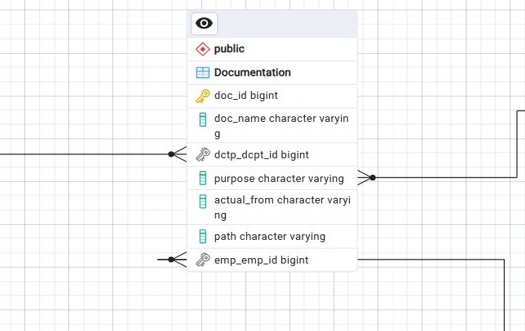 public
Documentation
doc_id bigint
doc_name character varyin
g
dctp_dcpt_id bigint
purpose character varying
actual_from character varyi
ng
path character varying
emp_emp_id bigint